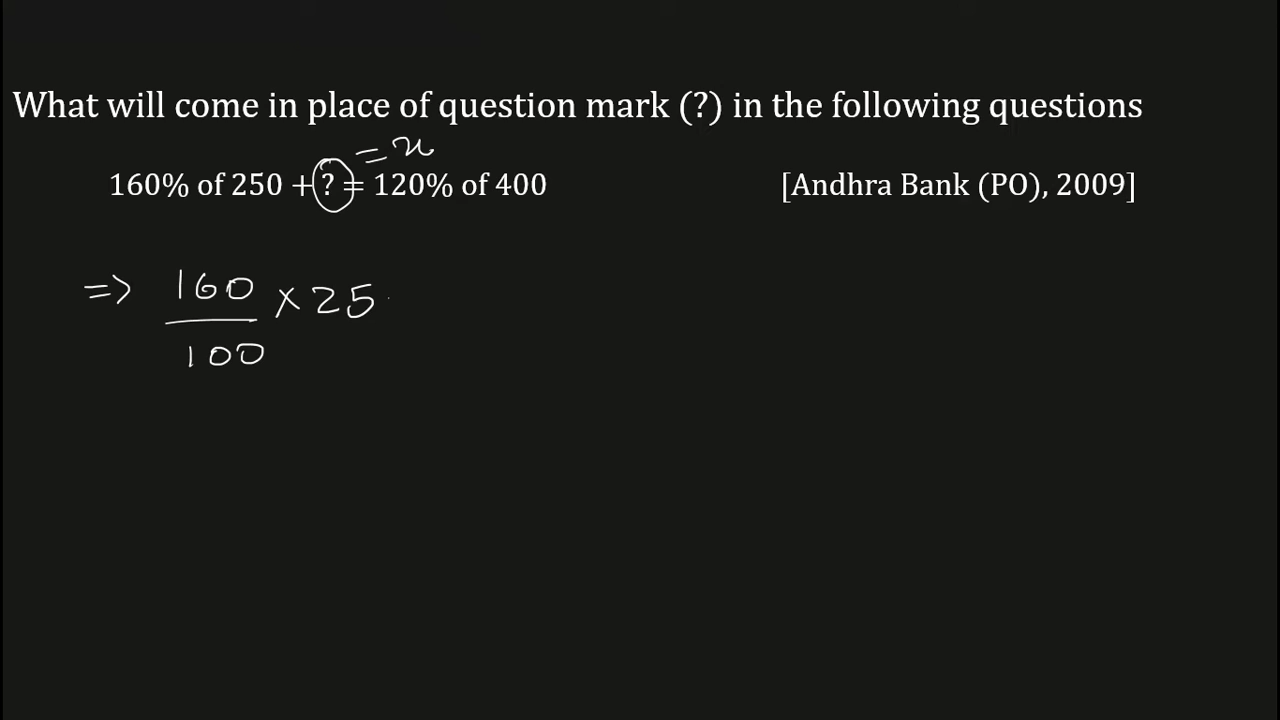 What will come in place of question mark (?) in the following questions
= x
160% of 250 + ? = 120% of 400 [Andhra Bank (PO), 2009]
=> 160
× 25
100